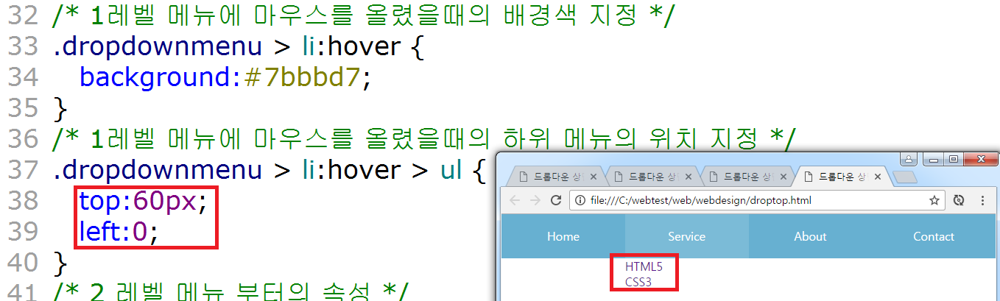 32 /* 1레벨 메뉴에 마우스를 올렸을때의 배경색 지정 */
33 .dropdownmenu > li:hover {
34 background:#7bbbd7;
35 }
36 /* 1레벨 메뉴에 마우스를 올렸을때의 하위 메뉴의 위치 지정 */
37 .dropdownmenu > li:hover > ul {
38 top:60px;
39 left:0;
40 }
41 /* 2 레벨 메뉴 부터의 속성 */
드롭다운 상 드롭다운 상 드롭다운 상 드롭다운 상
file:///C:/webtest/web/webdesign/droptop.html
Home Service About Contact
HTML5
CSS3